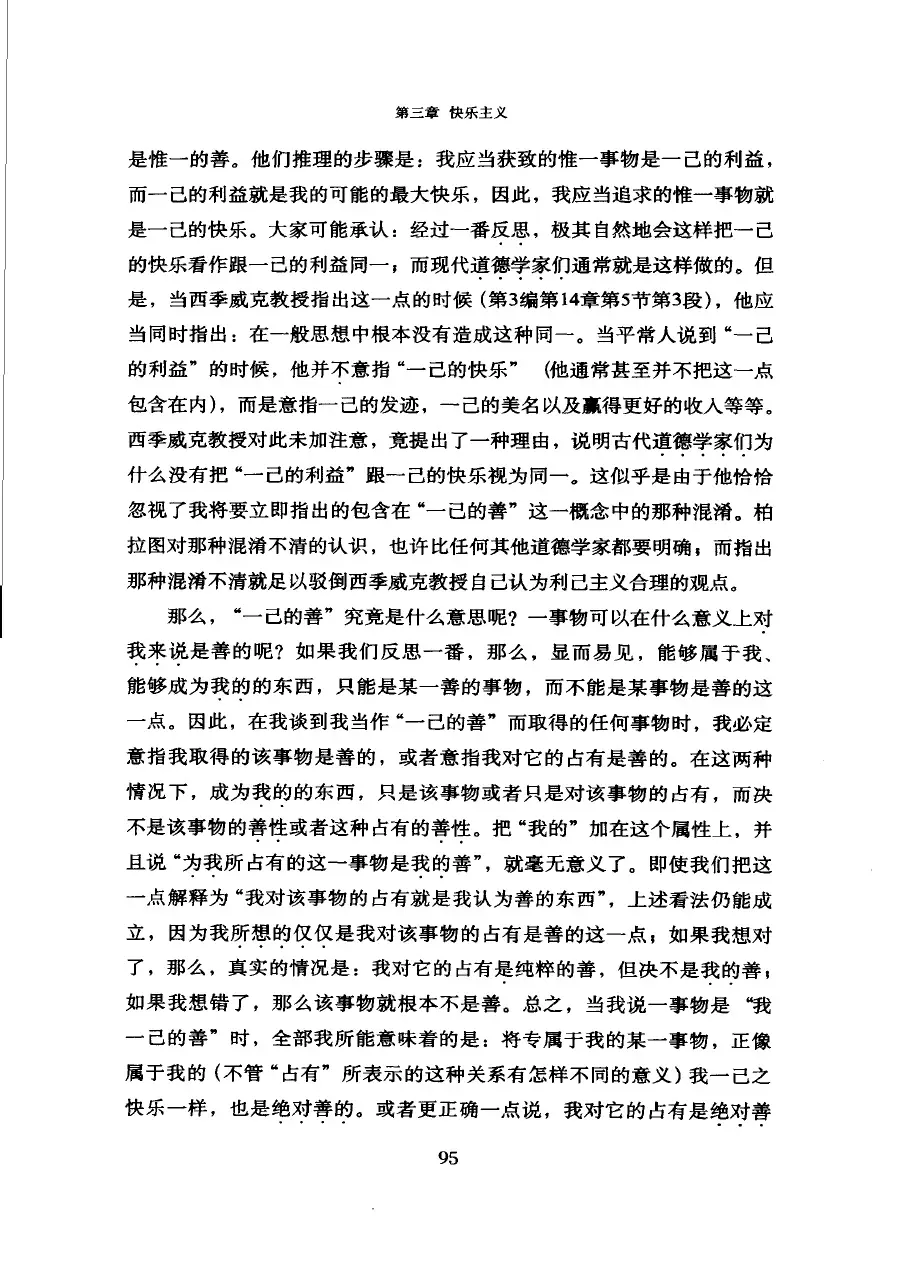 第三章 快乐主义
是惟一的善。他们推理的步骤是：我应当获致的惟一事物是一己的利益，
而一己的利益就是我的可能的最大快乐，因此，我应当追求的惟一事物就
是一己的快乐。大家可能承认：经过一番反思，极其自然地会这样把一己
的快乐看作跟一己的利益同一；而现代道德学家们通常就是这样做的。但
是，当西季威克教授指出这一点的时候（第3编第14章第5节第3段），他应
当同时指出：在一般思想中根本没有造成这种同一。当平常人说到“一己
的利益”的时候，他并不意指“一己的快乐”（他通常甚至并不把这一点
包含在内），而是意指一己的发迹，一己的美名以及赢得更好的收入等等。
西季威克教授对此未加注意，竟提出了一种理由，说明古代道德学家们为
什么没有把“一己的利益”跟一己的快乐视为同一。这似乎是由于他恰恰
忽视了我将要立即指出的包含在“一己的善”这一概念中的那种混淆。柏
拉图对那种混淆不清的认识，也许比任何其他道德学家都要明确；而指出
那种混淆不清就足以驳倒西季威克教授自己认为利己主义合理的观点。
那么，“一己的善”究竟是什么意思呢？一事物可以在什么意义上对
我来说是善的呢？如果我们反思一番，那么，显而易见，能够属于我、
能够成为我的的东西，只能是某一善的事物，而不能是某事物是善的这
一点。因此，在我谈到我当作“一己的善”而取得的任何事物时，我必定
意指我取得的该事物是善的，或者意指我对它的占有是善的。在这两种
情况下，成为我的的东西，只是该事物或者只是对该事物的占有，而决
不是该事物的善性或者这种占有的善性。把“我的”加在这个属性上，并
且说“为我所占有的这一事物是我的善”，就毫无意义了。即使我们把这
一点解释为“我对该事物的占有就是我认为善的东西”，上述看法仍能成
立，因为我所想的仅仅是我对该事物的占有是善的这一点；如果我想对
了，那么，真实的情况是：我对它的占有是纯粹的善，但决不是我的善；
如果我想错了，那么该事物就根本不是善。总之，当我说一事物是“我
一己的善”时，全部我所能意味着的是：将专属于我的某一事物，正像
属于我的（不管“占有”所表示的这种关系有怎样不同的意义）我一己之
快乐一样，也是绝对善的。或者更正确一点说，我对它的占有是绝对善
95